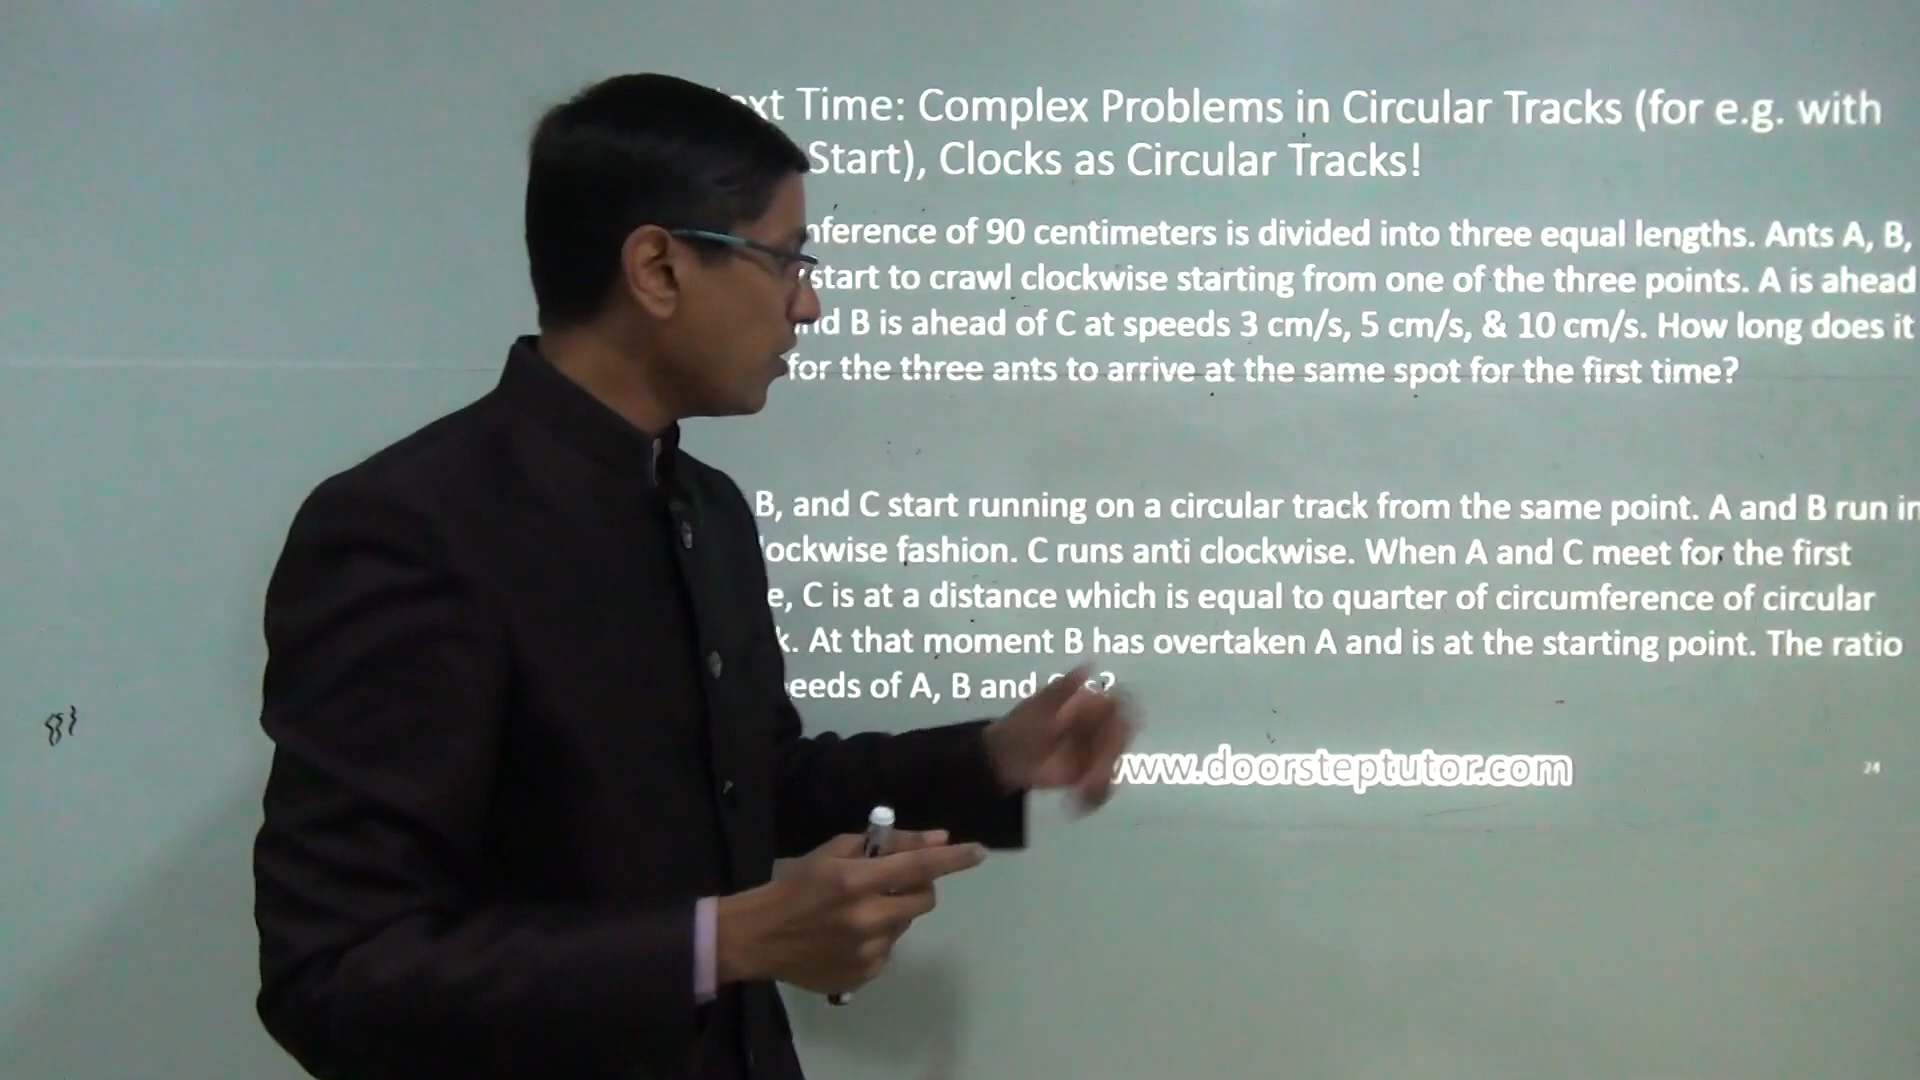 Time: Complex Problems in Circular Tracks (for e.g. with
Start), Clocks as Circular Tracks!
of 90 centimeters is divided into three equal lengths. Ants A, B,
start to crawl clockwise starting from one of the three points. A is ahead
B is ahead of C at speeds 3 cm/s, 5 cm/s, & 10 cm/s. How long does it
for the three ants to arrive at the same spot for the first time?
B, and C start running on a circular track from the same point. A and B run in
fashion. C runs anti clockwise. When A and C meet for the first
C is at a distance which is equal to quarter of circumference of circular
At that moment B has overtaken A and is at the starting point. The ratio
of A, B and
www.doorsteptutor.com
24